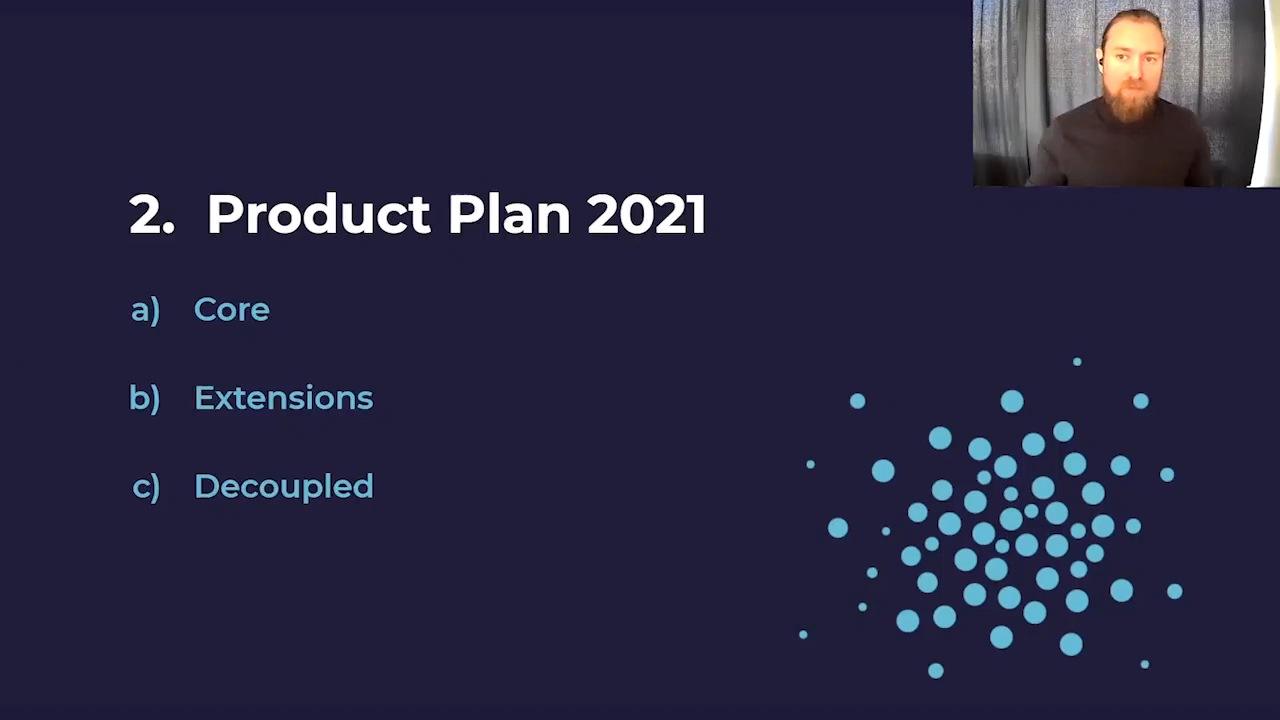 2. Product Plan 2021
a) Core
b) Extensions
c) Decoupled